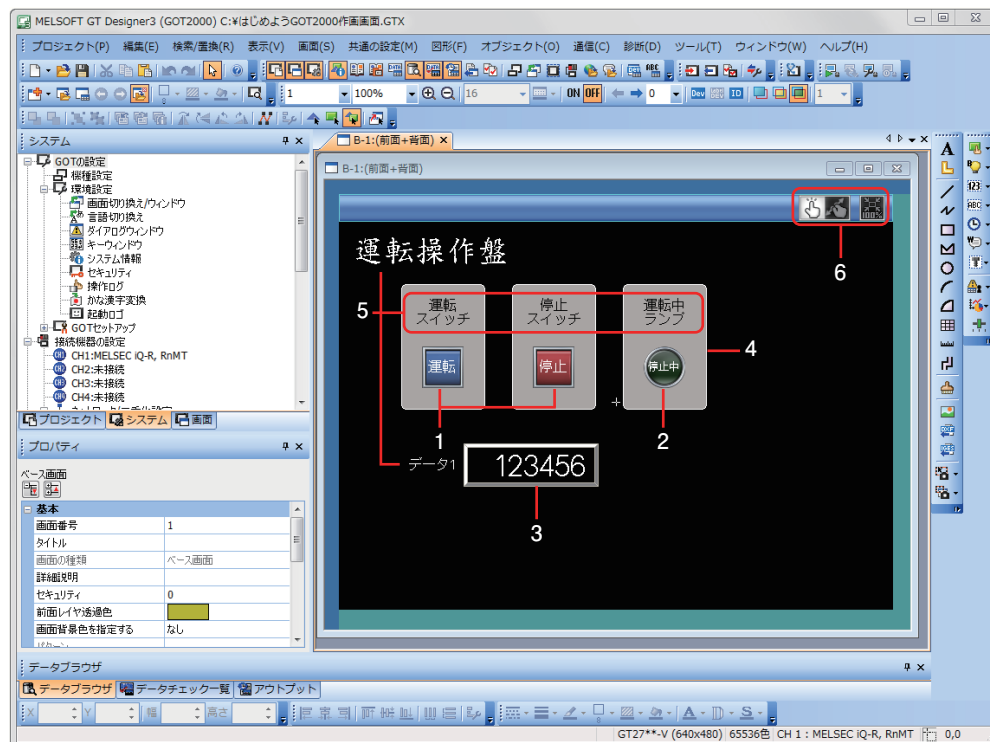 MELSOFT GT Designer3 (GOT2000) C:¥はじめようGOT2000作画画面.GTX
プロジェクト(P) 編集(E) 検索/置換(R) 表示(V) 画面(S) 共通の設定(M) 図形(F) オブジェクト(O) 通信(C) 診断(D) ツール(T) ウィンドウ(W) ヘルプ(H)
1 100% 16 ON OFF 0 Dev ID 1
システム
GOTの設定
機種設定
環境設定
画面切り換え/ウィンドウ
言語切り換え
ダイアログウィンドウ
キーウィンドウ
システム情報
セキュリティ
操作ログ
かな漢字変換
起動ロゴ
GOTセットアップ
接続機器の設定
CH1:MELSEC iQ-R, RnMT
CH2:未接続
CH3:未接続
CH4:未接続
プロジェクト システム 画面
プロパティ
ベース画面
基本
画面番号 1
タイトル
画面の種類 ベース画面
詳細説明
セキュリティ 0
前面レイヤ透過色
画面背景色を指定する なし
B-1:(前面+背面)
B-1:(前面+背面)
100%
6
運転操作盤
5
運転
スイッチ
停止
スイッチ
運転中
ランプ
運転
停止
停止中
4
1
2
データ1
123456
3
A
123
ABC
データブラウザ
データブラウザ データチェック一覧 アウトプット
X Y 幅 高さ
GT27**-V (640x480) 65536色 CH 1 : MELSEC iQ-R, RnMT 0,0